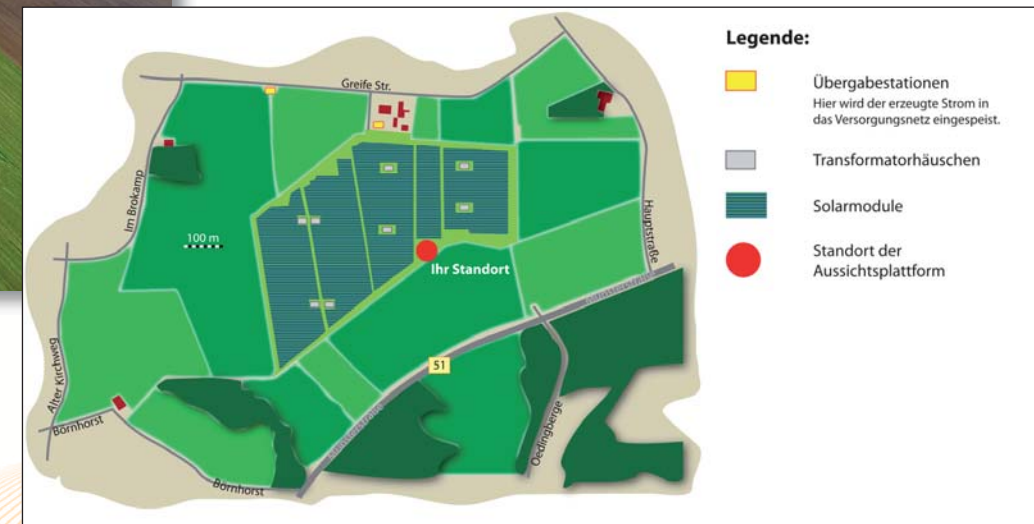 Greife Str.
Im Brokamp
100 m
Ihr Standort
Hauptstraße
51
Alter Kirchweg
Börnhorst
Börnhorst
Oedingberge
Legende:
Übergabestationen
Hier wird der erzeugte Strom in
das Versorgungsnetz eingespeist.
Transformatorhäuschen
Solarmodule
Standort der
Aussichtsplattform